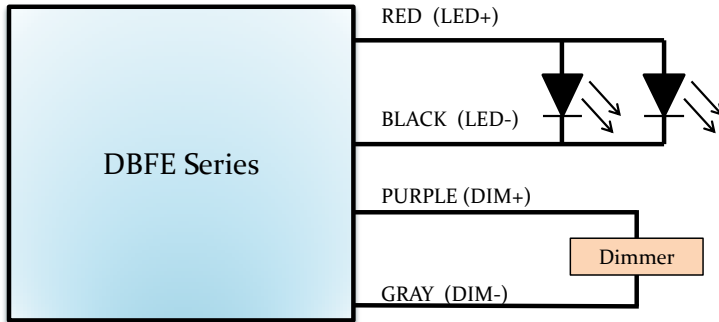 RED (LED+)
BLACK (LED-)
DBFE Series
PURPLE (DIM+)
Dimmer
GRAY (DIM-)